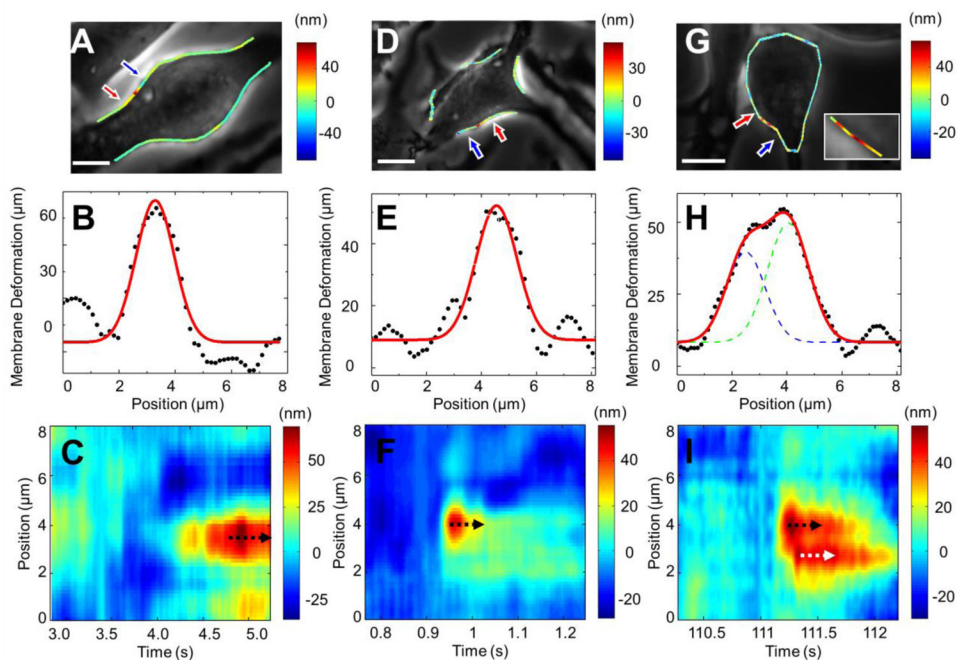 A
(nm)
40
0
-40
D
(nm)
30
0
-30
G
(nm)
40
20
0
-20
B
Membrane Deformation (µm)
60
30
0
0 2 4 6 8
Position (µm)
E
Membrane Deformation (µm)
50
20
0
0 2 4 6 8
Position (µm)
H
Membrane Deformation (µm)
50
25
0
0 2 4 6 8
Position (µm)
C
(nm)
Position (µm)
8
6
4
2
0
3.0 3.5 4.0 4.5 5.0
Time (s)
50
25
0
-25
F
(nm)
Position (µm)
8
6
4
2
0
0.8 0.9 1 1.1 1.2
Time (s)
40
20
0
-20
I
(nm)
Position (µm)
8
6
4
2
0
110.5 111 111.5 112
Time (s)
40
20
0
-20